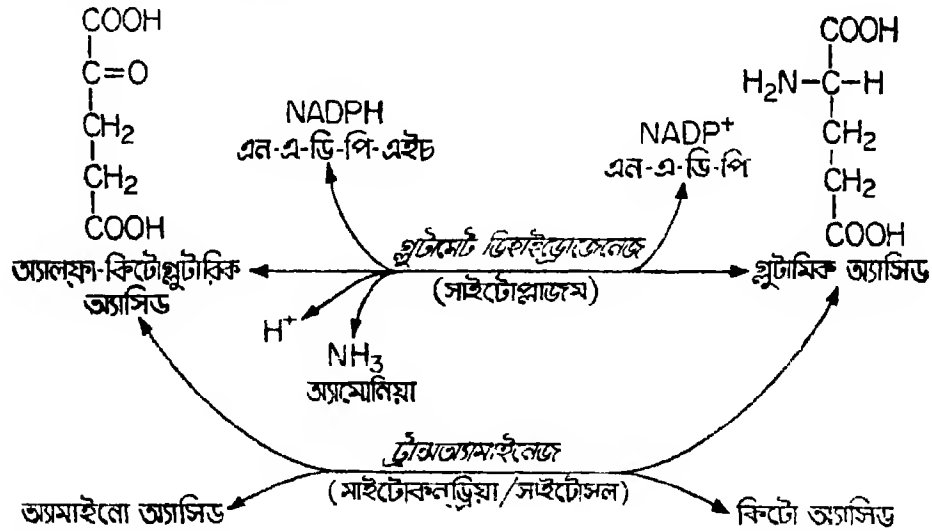 COOH
C=O
CH2
CH2
COOH
অ্যাল্ফা-কিটোগ্লুটারিক
অ্যাসিড
NADPH
এন-এ-ডি-পি-এইচ
NADP+
এন-এ-ডি-পি
COOH
H2N-C-H
CH2
CH2
COOH
গ্লুটামিক অ্যাসিড
গ্লুটামেট ডিহাইড্রোজেনেজ
(সাইটোপ্লাজম)
H+
NH3
অ্যামোনিয়া
ট্রান্সঅ্যামাইনেজ
(মাইটোকন্ড্রিয়া/সাইটোসল)
অ্যমাইনো অ্যাসিড
কিটো অ্যাসিড